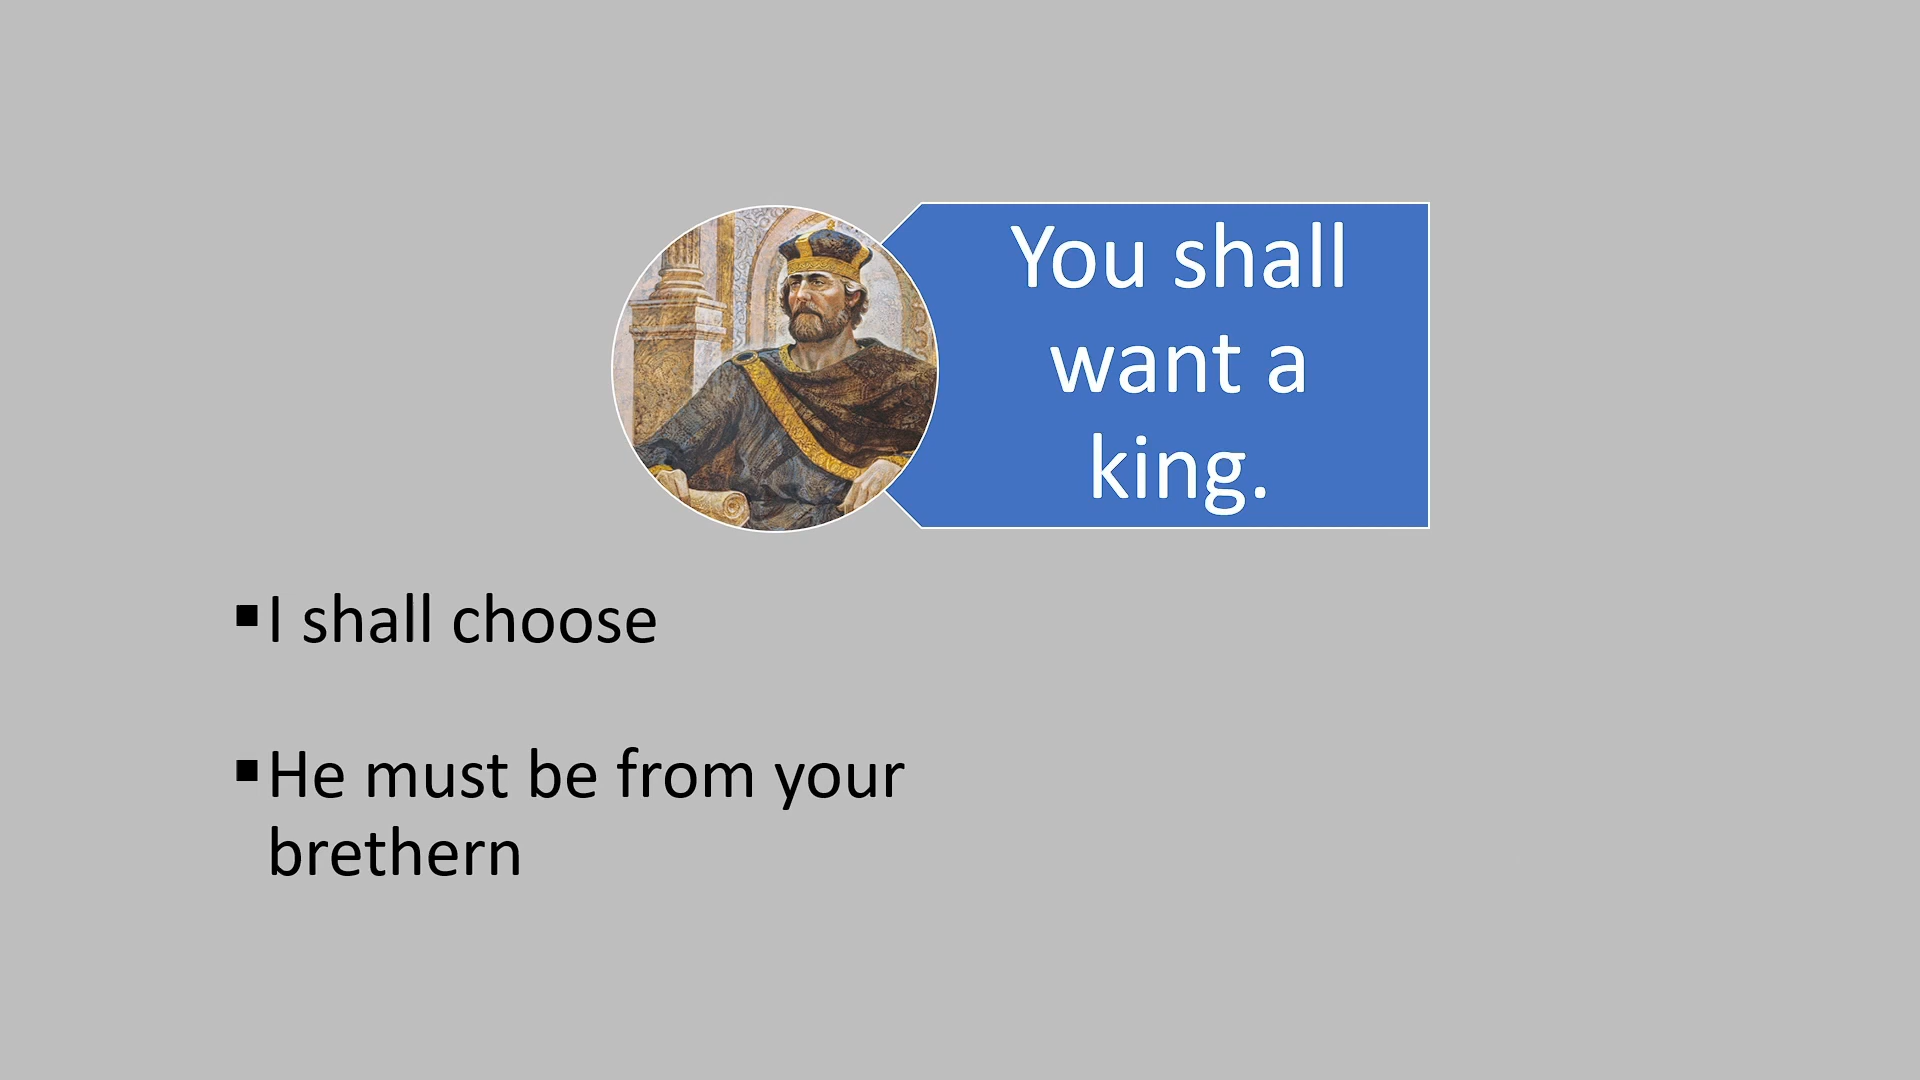 You shall
want a
king.
▪I shall choose
▪He must be from your
brethern